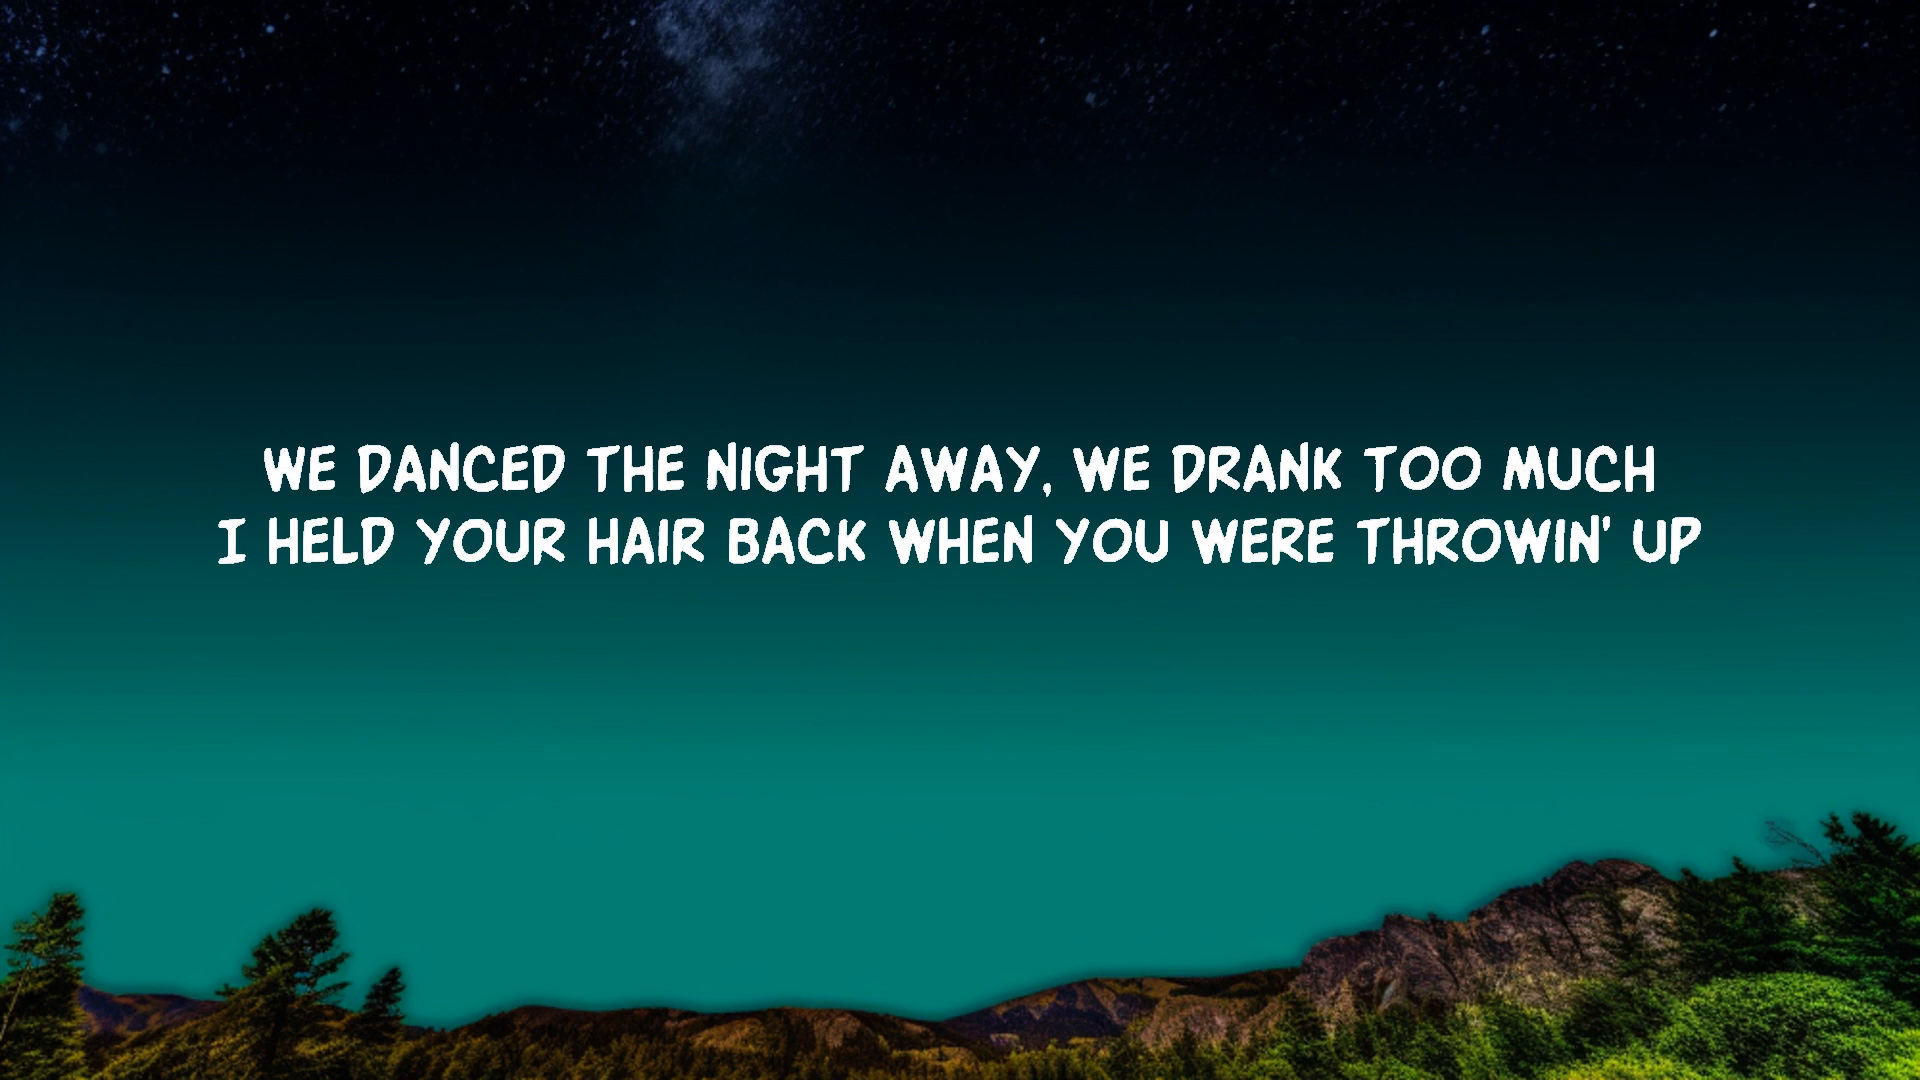 WE DANCED THE NIGHT AWAY, WE DRANK TOO MUCH
I HELD YOUR HAIR BACK WHEN YOU WERE THROWIN' UP